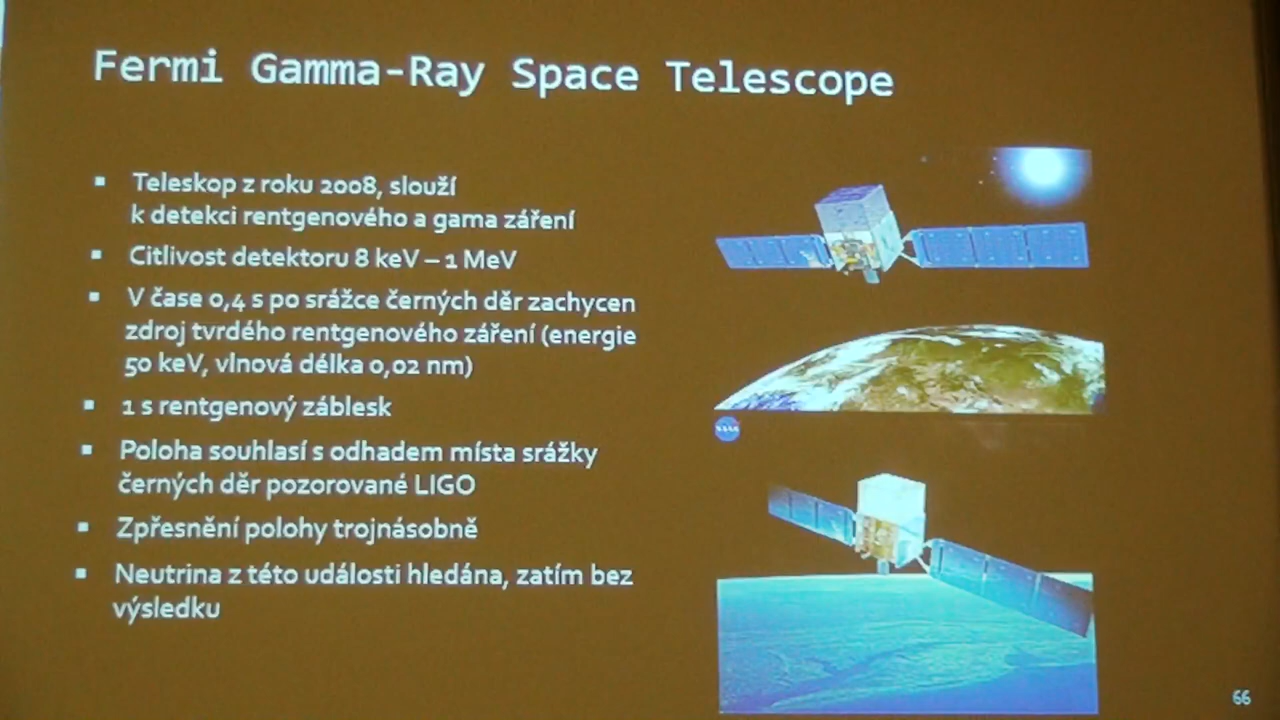 Fermi Gamma-Ray Space Telescope
▪ Teleskop z roku 2008, slouží
k detekci rentgenového a gama záření
▪ Citlivost detektoru 8 keV – 1 MeV
▪ V čase 0,4 s po srážce černých děr zachycen
zdroj tvrdého rentgenového záření (energie
50 keV, vlnová délka 0,02 nm)
▪ 1 s rentgenový záblesk
▪ Poloha souhlasí s odhadem místa srážky
černých děr pozorované LIGO
▪ Zpřesnění polohy trojnásobně
▪ Neutrina z této události hledána, zatím bez
výsledku
NASA
66